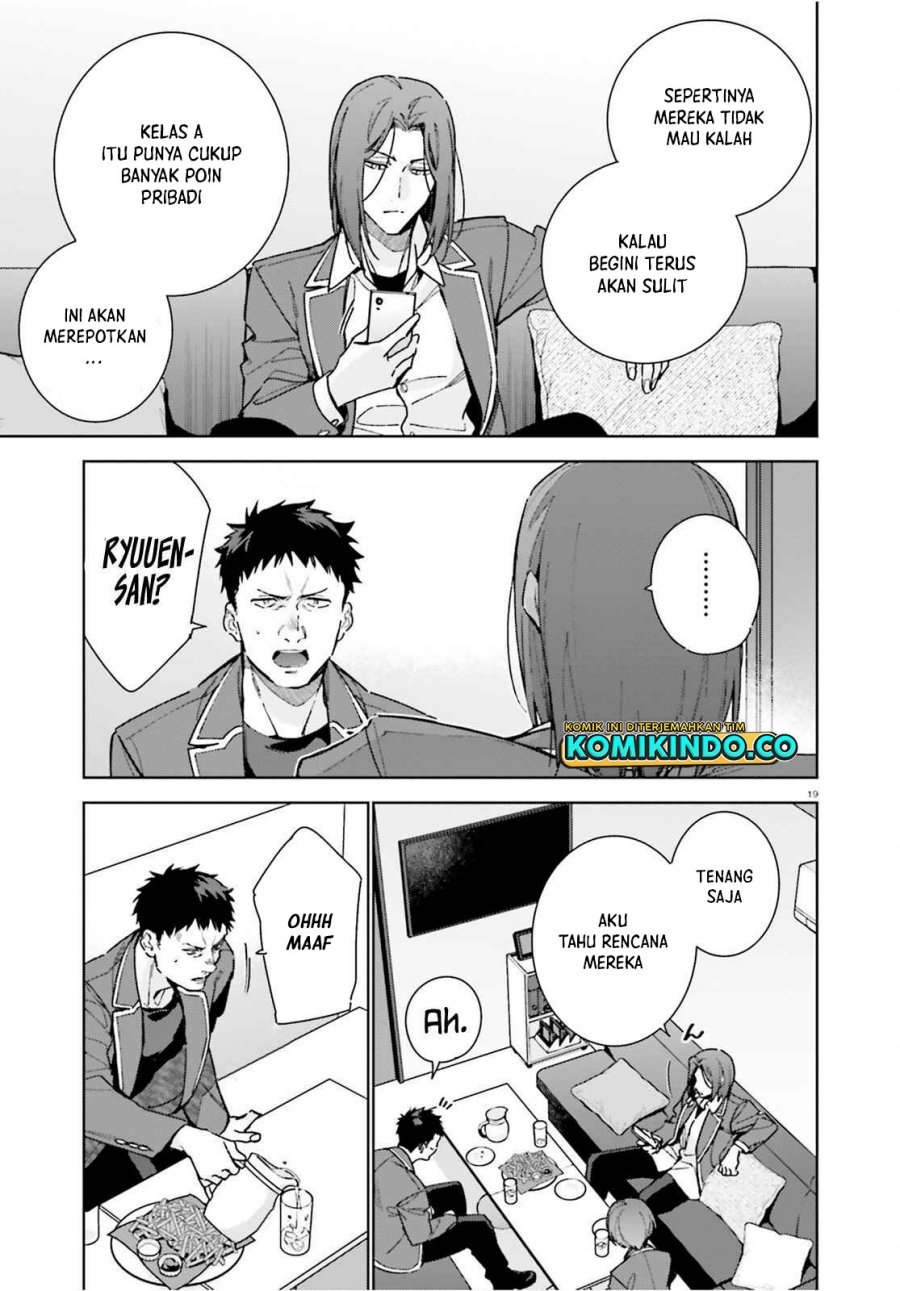 SEPERTINYA
MEREKA TIDAK
MAU KALAH
KALAU
BEGINI TERUS
AKAN SULIT
KELAS A
ITU PUNYA CUKUP
BANYAK POIN
PRIBADI
INI AKAN
MEREPOTKAN
...
........
RYUUEN-
SAN?
KOMIK INI DITERJEMAHKAN TIM
KOMIKINDO.CO
19
TENANG
SAJA
AKU
TAHU RENCANA
MEREKA
ん
Ah.
OHHH
MAAF